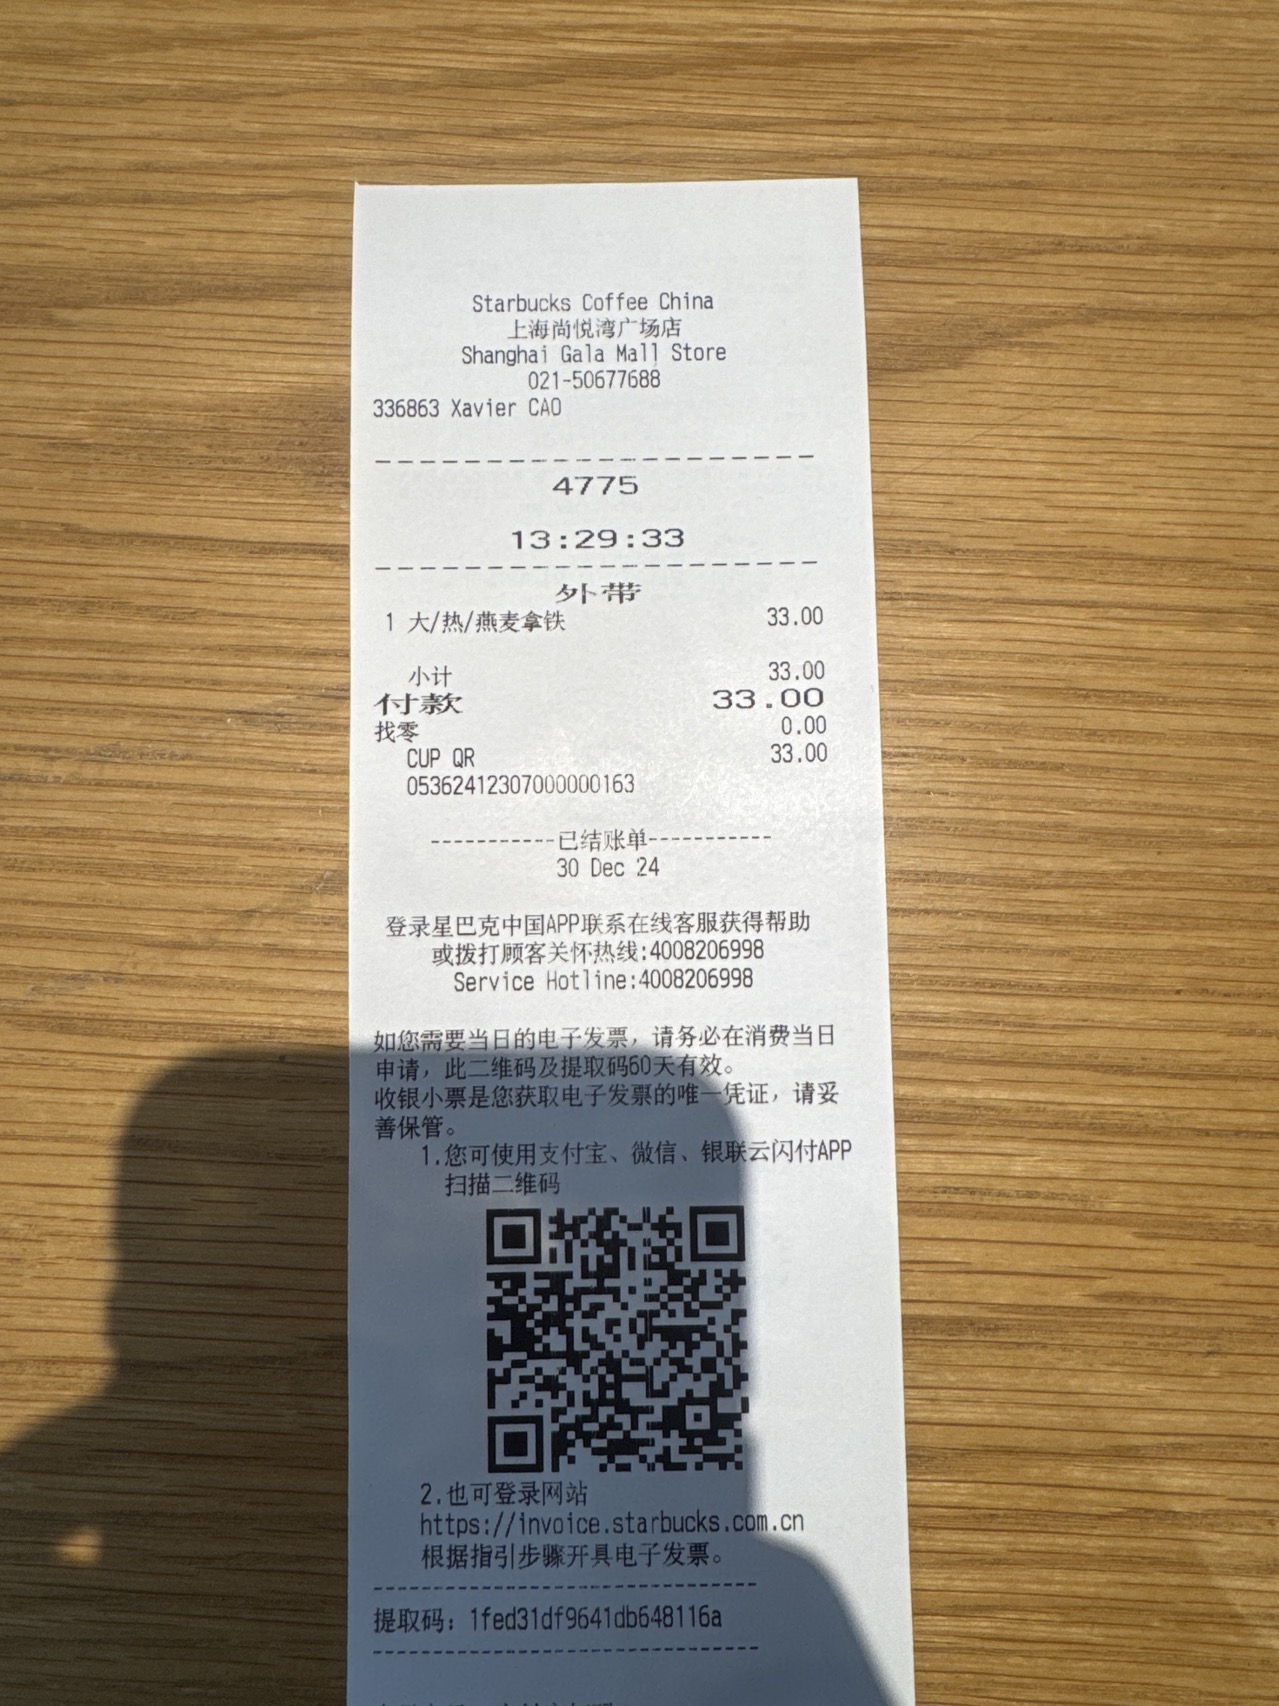 Starbucks Coffee China
上海尚悦湾广场店
Shanghai Gala Mall Store
021-50677688
336863 Xavier CAO
--------------------
4775
13:29:33
--------------------
外带
1 大/热/燕麦拿铁 33.00
小计 33.00
付款 33.00
找零 0.00
CUP QR 33.00
05362412307000000163
-----------已结账单-----------
30 Dec 24
登录星巴克中国APP联系在线客服获得帮助
或拨打顾客关怀热线:4008206998
Service Hotline:4008206998
如您需要当日的电子发票，请务必在消费当日
申请，此二维码及提取码60天有效。
收银小票是您获取电子发票的唯一凭证，请妥
善保管。
1.您可使用支付宝、微信、银联云闪付APP
扫描二维码
2.也可登录网站
https://invoice.starbucks.com.cn
根据指引步骤开具电子发票。
--------------------
提取码: 1fed31df9641db648116a
--------------------